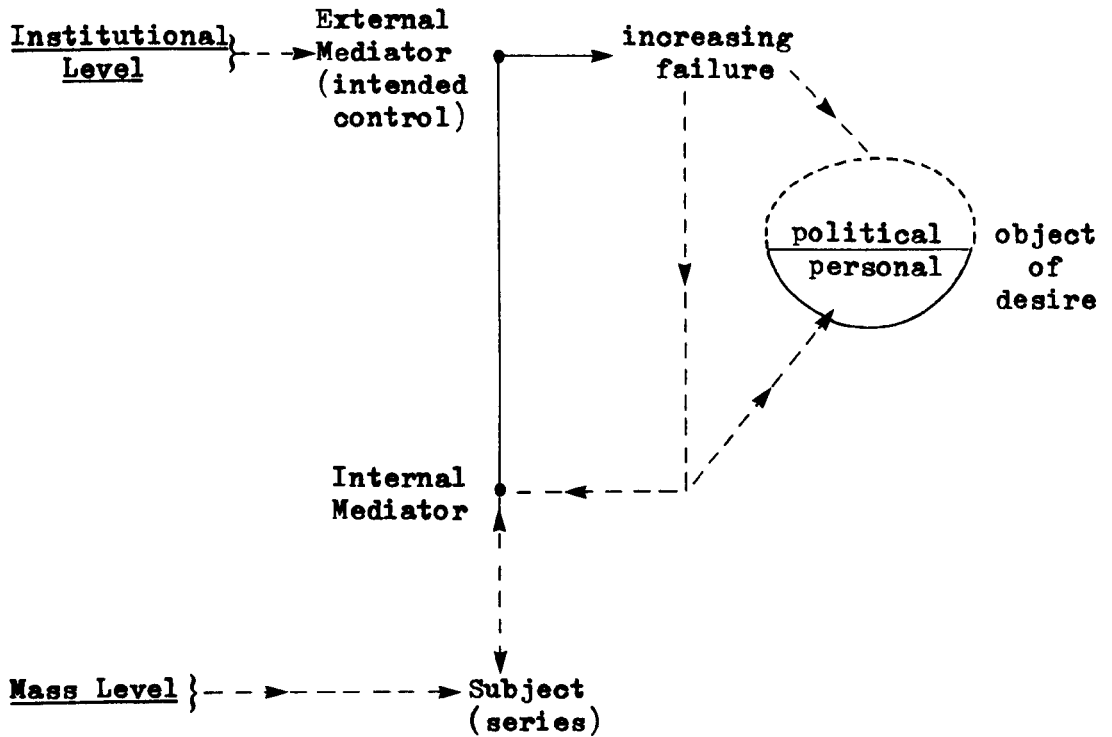 Institutional
Level
External
Mediator
(intended
control)
increasing
failure
political
personal
object
of
desire
Internal
Mediator
Mass Level
Subject
(series)